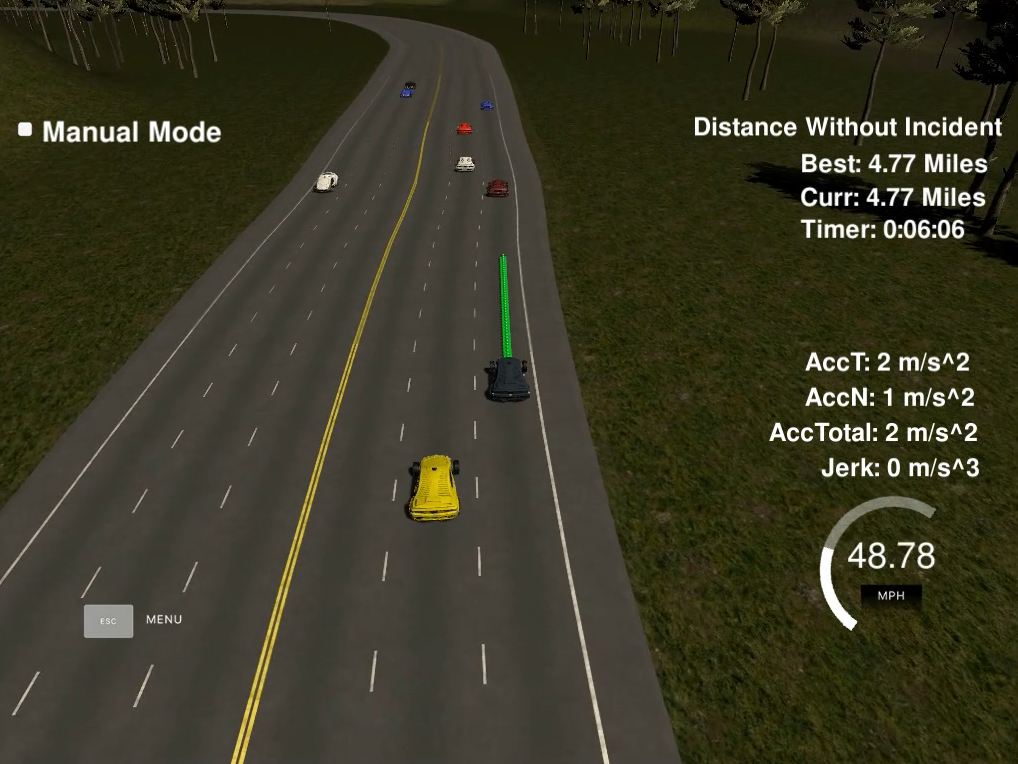 Manual Mode
Distance Without Incident
Best: 4.77 Miles
Curr: 4.77 Miles
Timer: 0:06:06
AccT: 2 m/s^2
AccN: 1 m/s^2
AccTotal: 2 m/s^2
Jerk: 0 m/s^3
48.78
MPH
ESC MENU